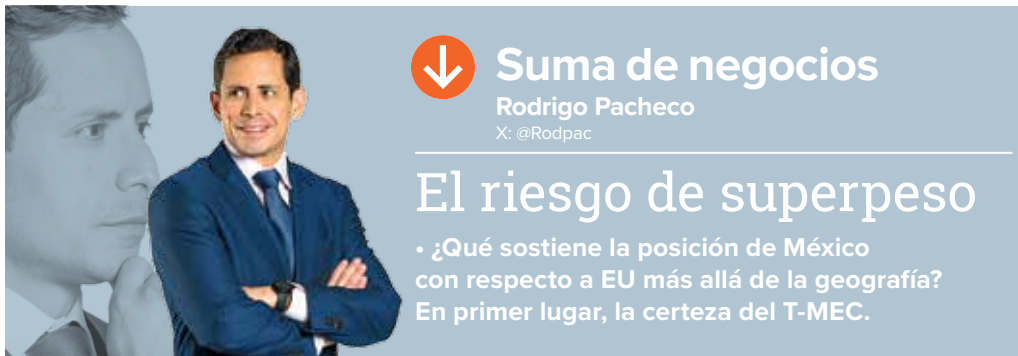 Suma de negocios
Rodrigo Pacheco
X: @Rodpac
El riesgo de superpeso
• ¿Qué sostiene la posición de México
con respecto a EU más allá de la geografía?
En primer lugar, la certeza del T-MEC.